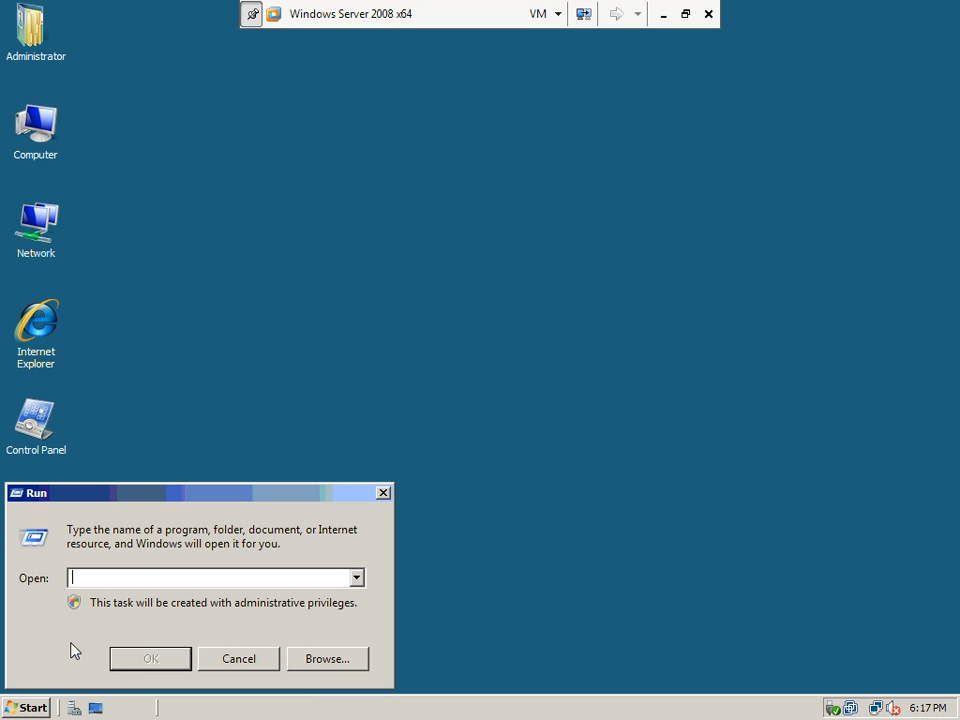 Windows Server 2008 x64
VM
Administrator
Computer
Network
Internet
Explorer
Control Panel
Run
Type the name of a program, folder, document, or Internet
resource, and Windows will open it for you.
Open:
This task will be created with administrative privileges.
OK
Cancel
Browse...
Start
6:17 PM